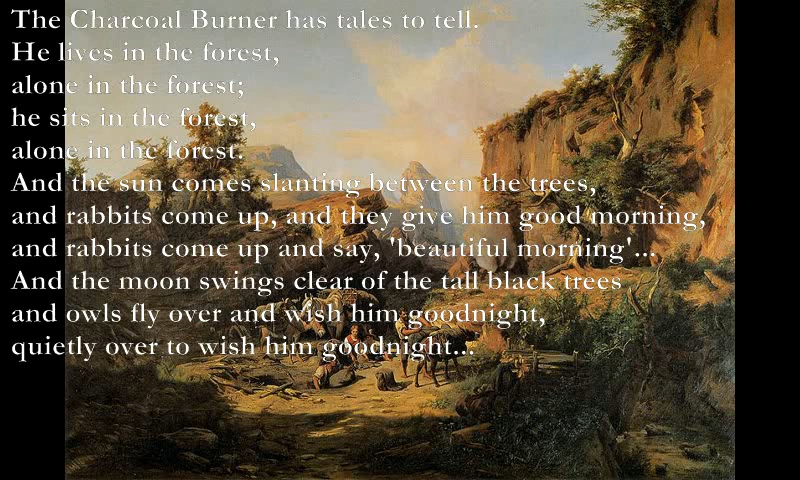 The Charcoal Burner has tales to tell.
He lives in the forest,
alone in the forest;
he sits in the forest,
alone in the forest.
And the sun comes slanting between the trees,
and rabbits come up, and they give him good morning,
and rabbits come up and say, 'beautiful morning'...
And the moon swings clear of the tall black trees
and owls fly over and wish him goodnight,
quietly over to wish him goodnight...